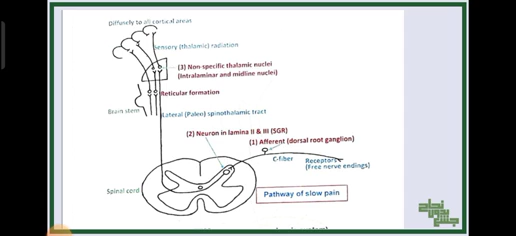 Diffusely to all cortical areas
Sensory (thalamic) radiation
(3) Non-specific thalamic nuclei
(Intralaminar and midline nuclei)
Reticular formation
Brain stem
Lateral (Paleo) spinothalamic tract
(2) Neuron in lamina II & III (SGR)
(1) Afferent (dorsal root ganglion)
C-fiber
Receptors
(Free nerve endings)
Spinal cord
Pathway of slow pain